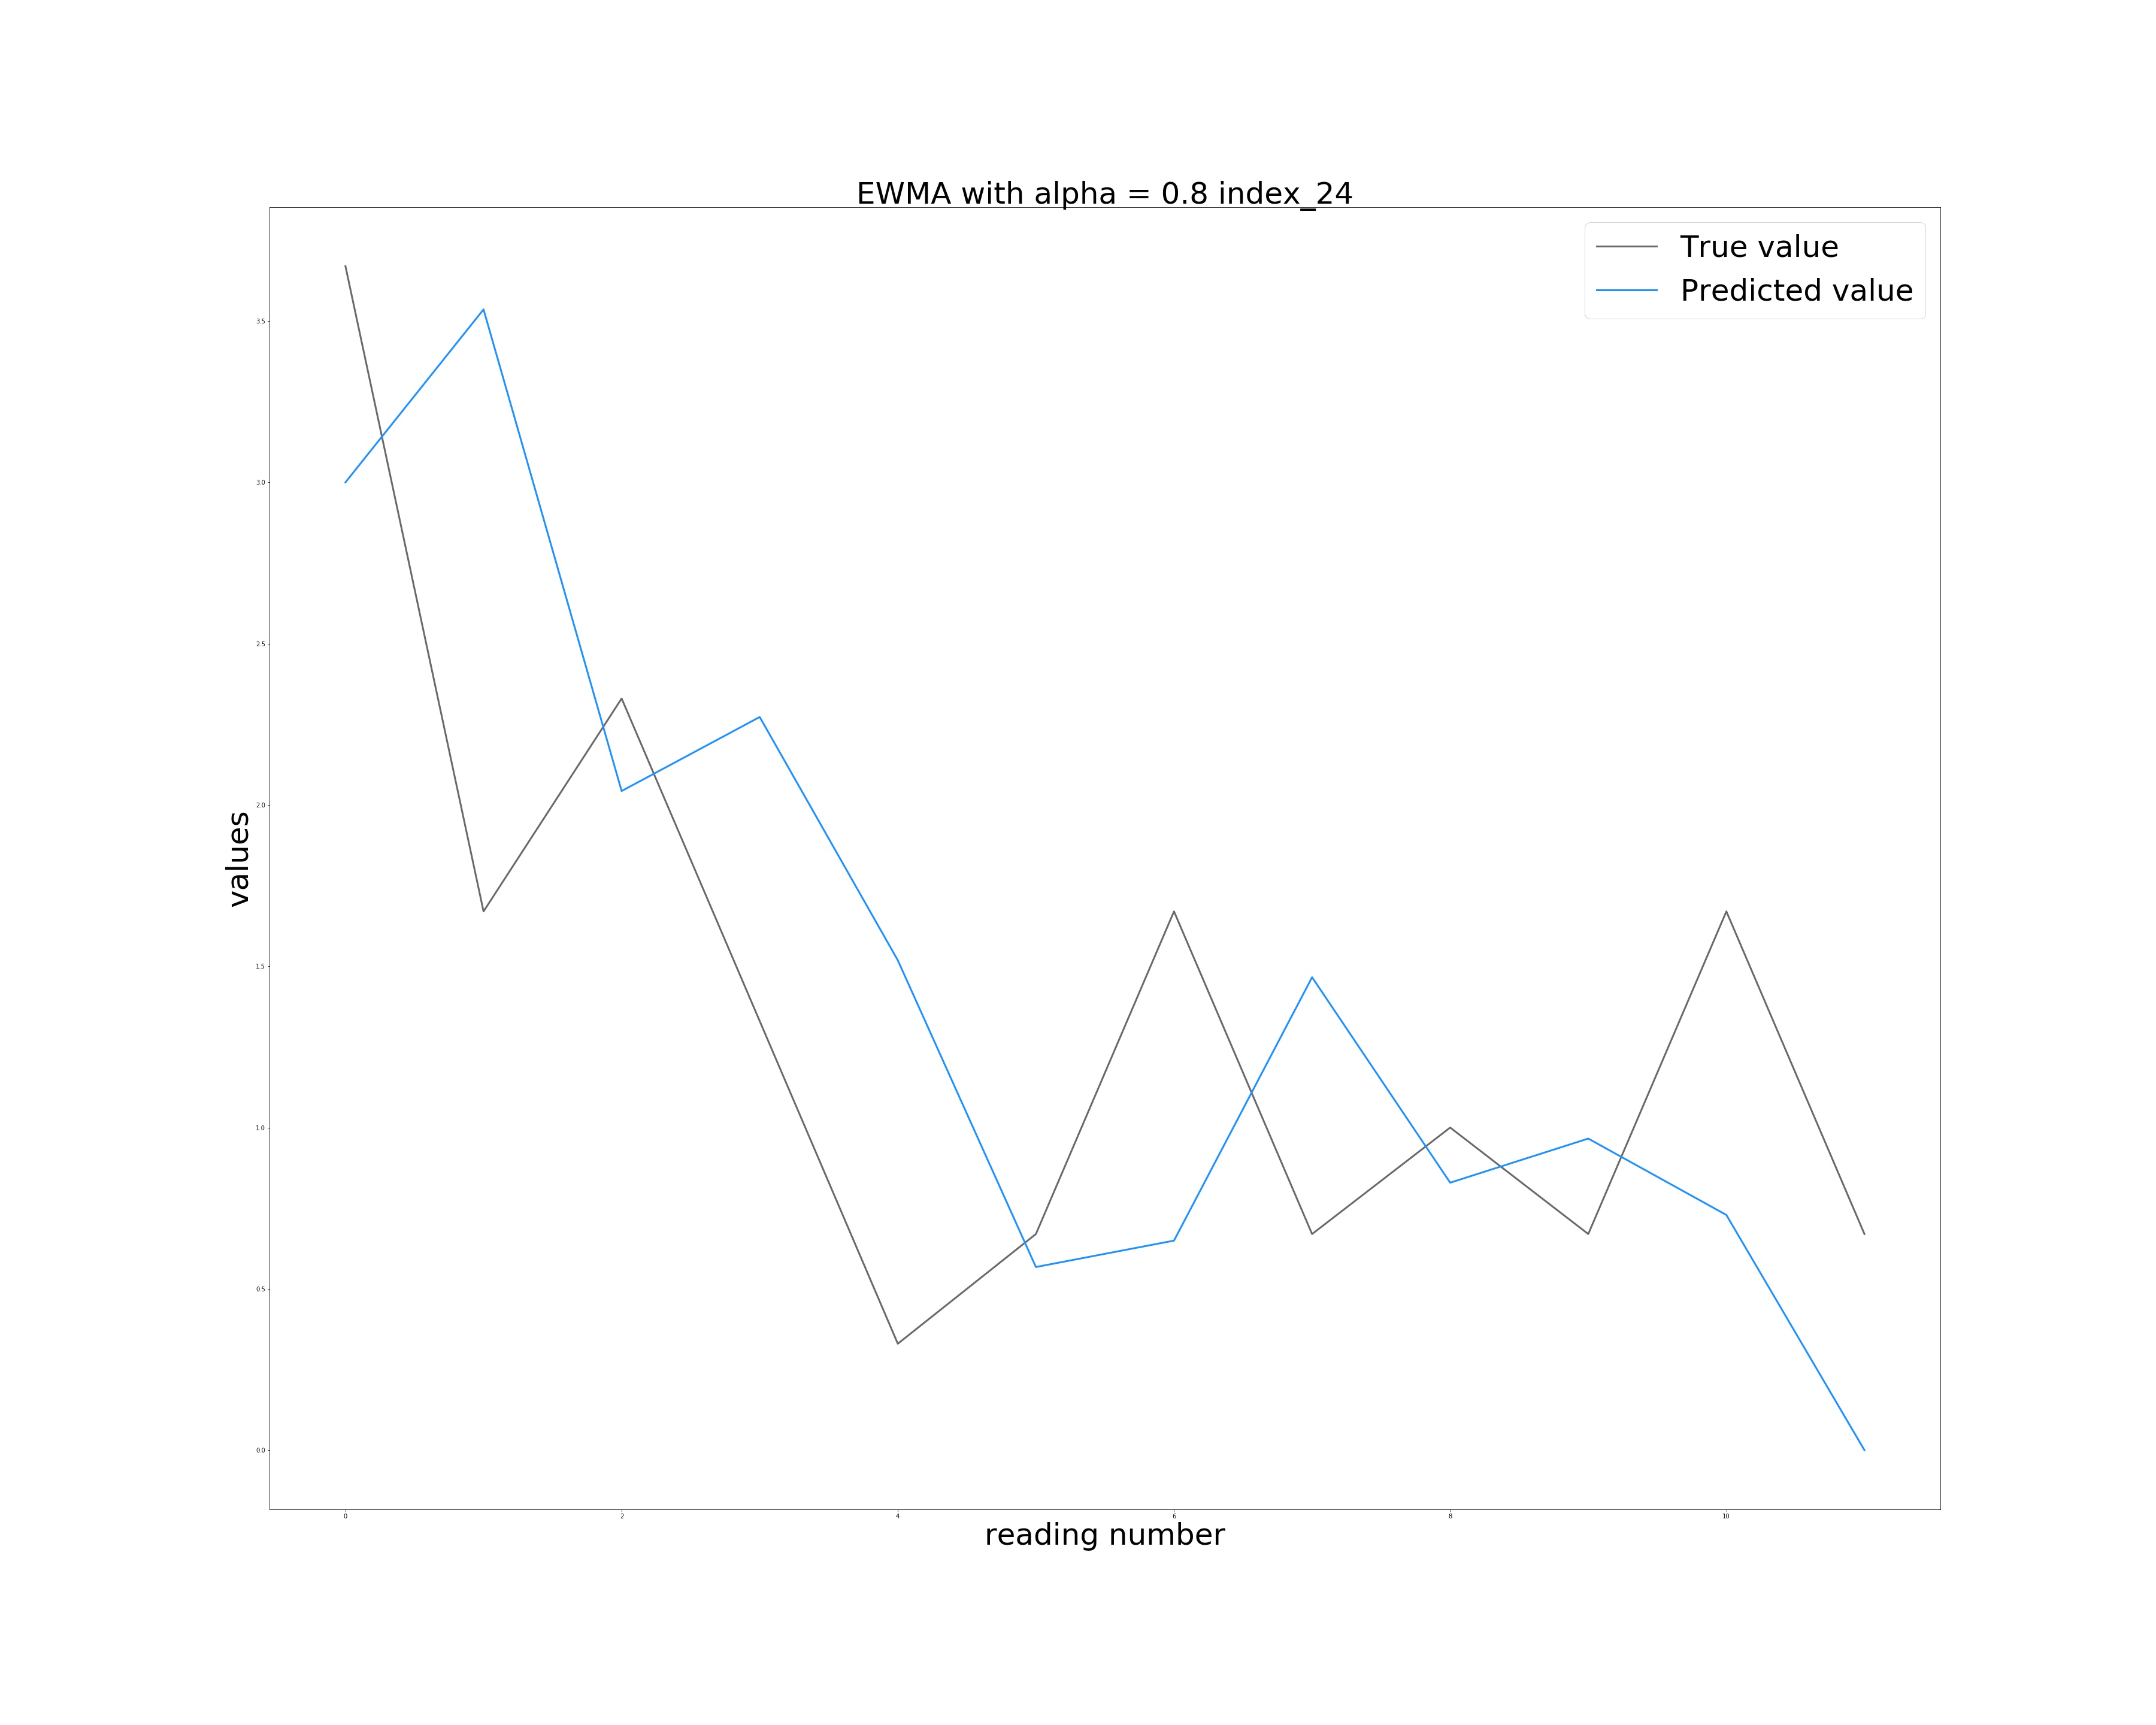 EWMA with alpha = 0.8 index_24
True value
Predicted value
values
3.5
3.0
2.5
2.0
1.5
1.0
0.5
0.0
0 2 4 6 8 10
reading number